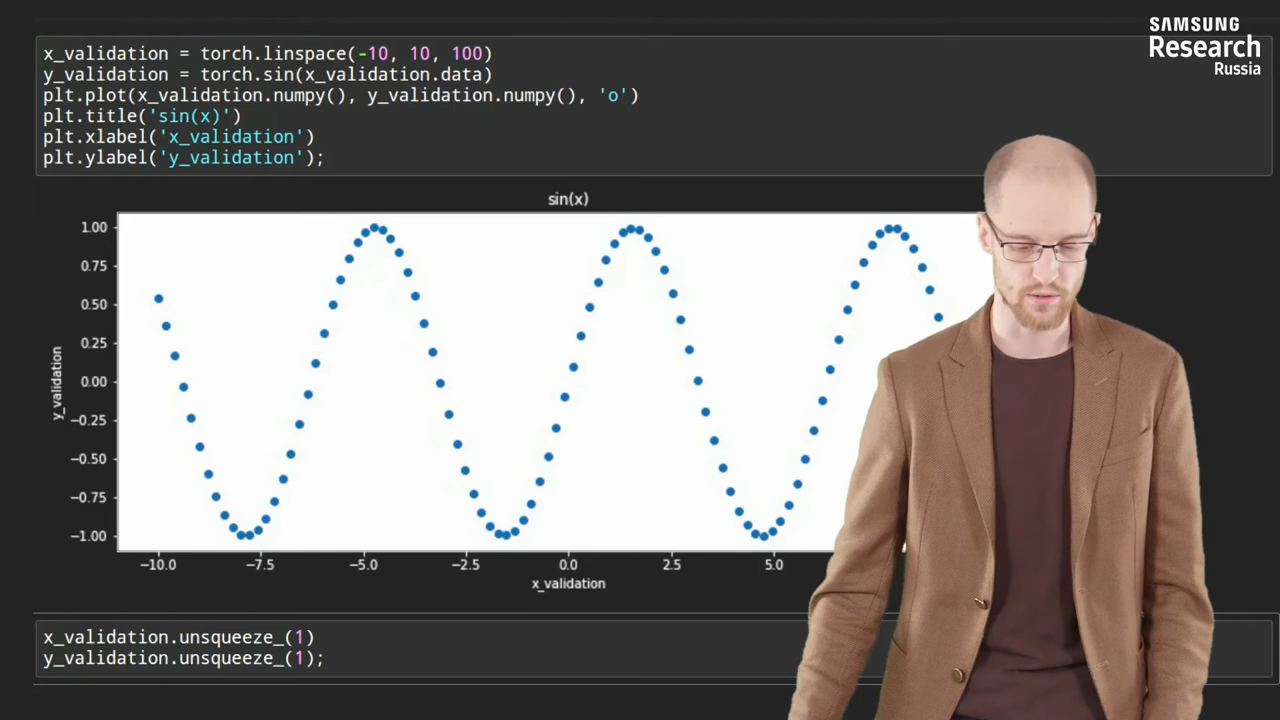 SAMSUNG
Research
Russia
x_validation = torch.linspace(-10, 10, 100)
y_validation = torch.sin(x_validation.data)
plt.plot(x_validation.numpy(), y_validation.numpy(), 'o')
plt.title('sin(x)')
plt.xlabel('x_validation')
plt.ylabel('y_validation');
sin(x)
1.00
0.75
0.50
0.25
0.00
−0.25
−0.50
−0.75
−1.00
y_validation
−10.0 −7.5 −5.0 −2.5 0.0 2.5 5.0
x_validation
x_validation.unsqueeze_(1)
y_validation.unsqueeze_(1);